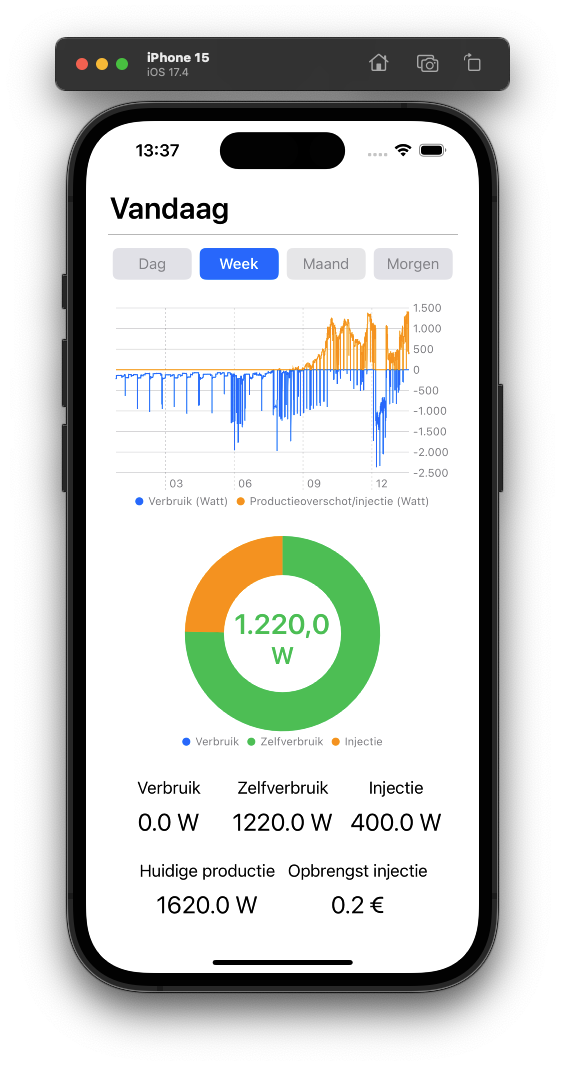 iPhone 15
iOS 17.4
13:37
Vandaag
Dag Week Maand Morgen
1.500
1.000
500
0
-500
-1.000
-1.500
-2.000
-2.500
03 06 09 12
Verbruik (Watt) Productieoverschot/injectie (Watt)
1.220,0
W
Verbruik Zelfverbruik Injectie
Verbruik Zelfverbruik Injectie
0.0 W 1220.0 W 400.0 W
Huidige productie Opbrengst injectie
1620.0 W 0.2 €